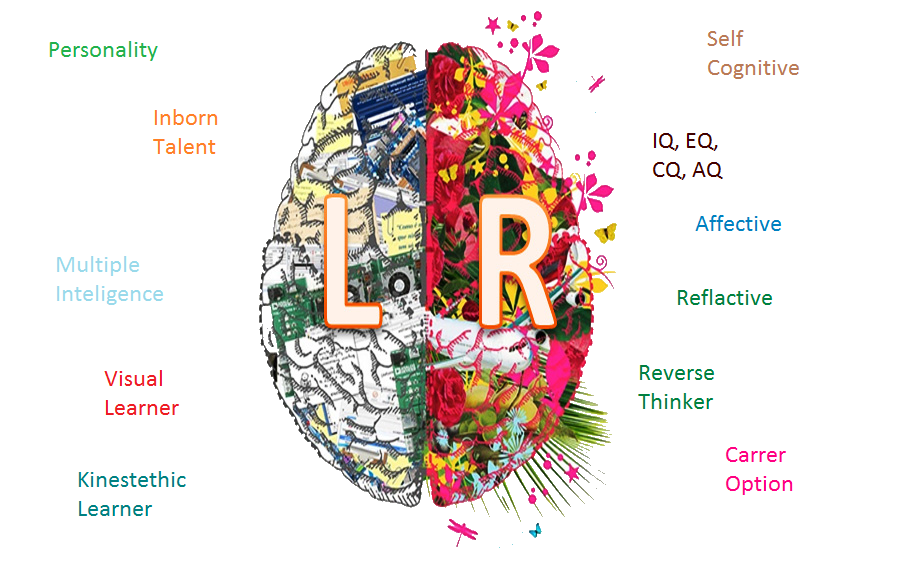 Personality
Inborn
Talent
Multiple
Inteligence
Visual
Learner
Kinestethic
Learner
L R
Self
Cognitive
IQ, EQ,
CQ, AQ
Affective
Reflactive
Reverse
Thinker
Carrer
Option